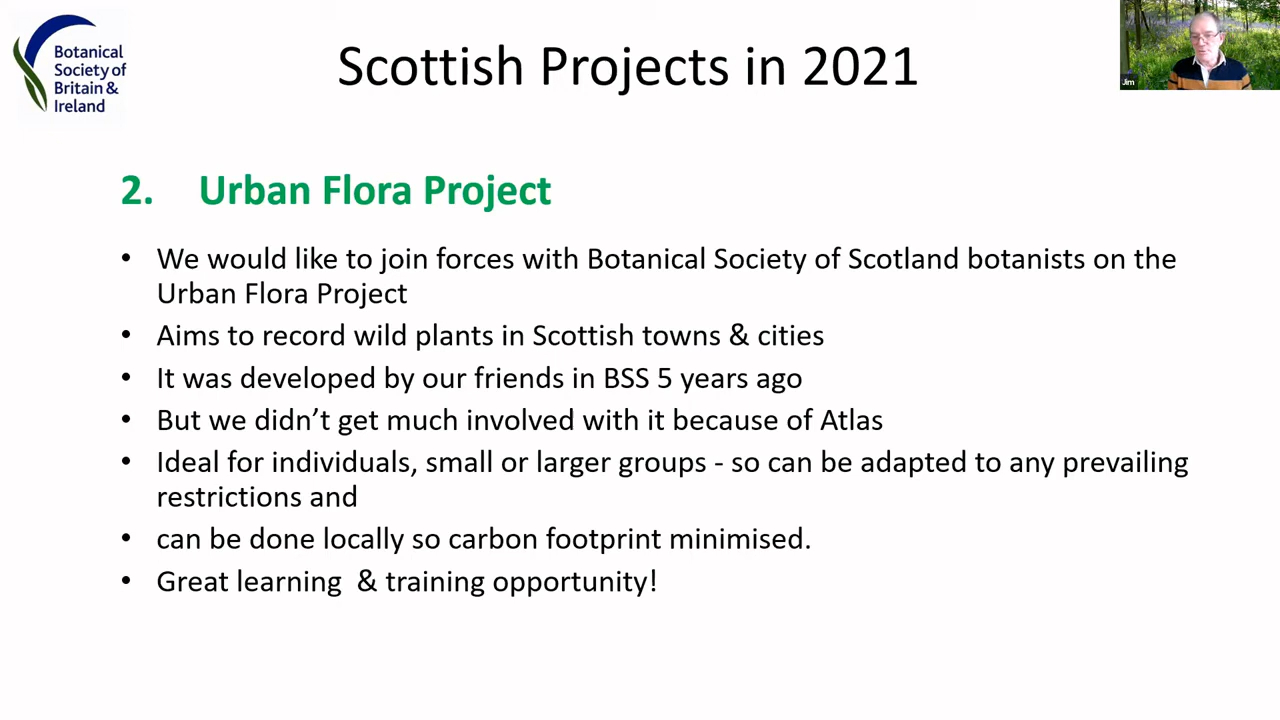 Botanical
Society of
Britain &
Ireland
Scottish Projects in 2021
Jim
2. Urban Flora Project
• We would like to join forces with Botanical Society of Scotland botanists on the
Urban Flora Project
• Aims to record wild plants in Scottish towns & cities
• It was developed by our friends in BSS 5 years ago
• But we didn’t get much involved with it because of Atlas
• Ideal for individuals, small or larger groups - so can be adapted to any prevailing
restrictions and
• can be done locally so carbon footprint minimised.
• Great learning  & training opportunity!